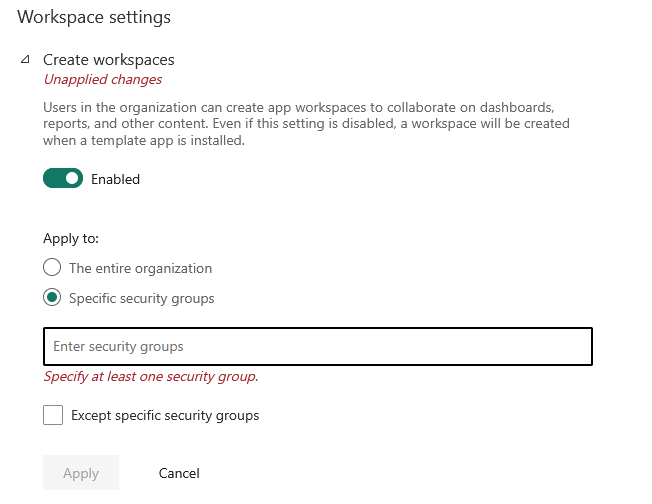 Workspace settings
Create workspaces
Unapplied changes
Users in the organization can create app workspaces to collaborate on dashboards,
reports, and other content. Even if this setting is disabled, a workspace will be created
when a template app is installed.
Enabled
Apply to:
The entire organization
Specific security groups
Enter security groups
Specify at least one security group.
Except specific security groups
Apply Cancel